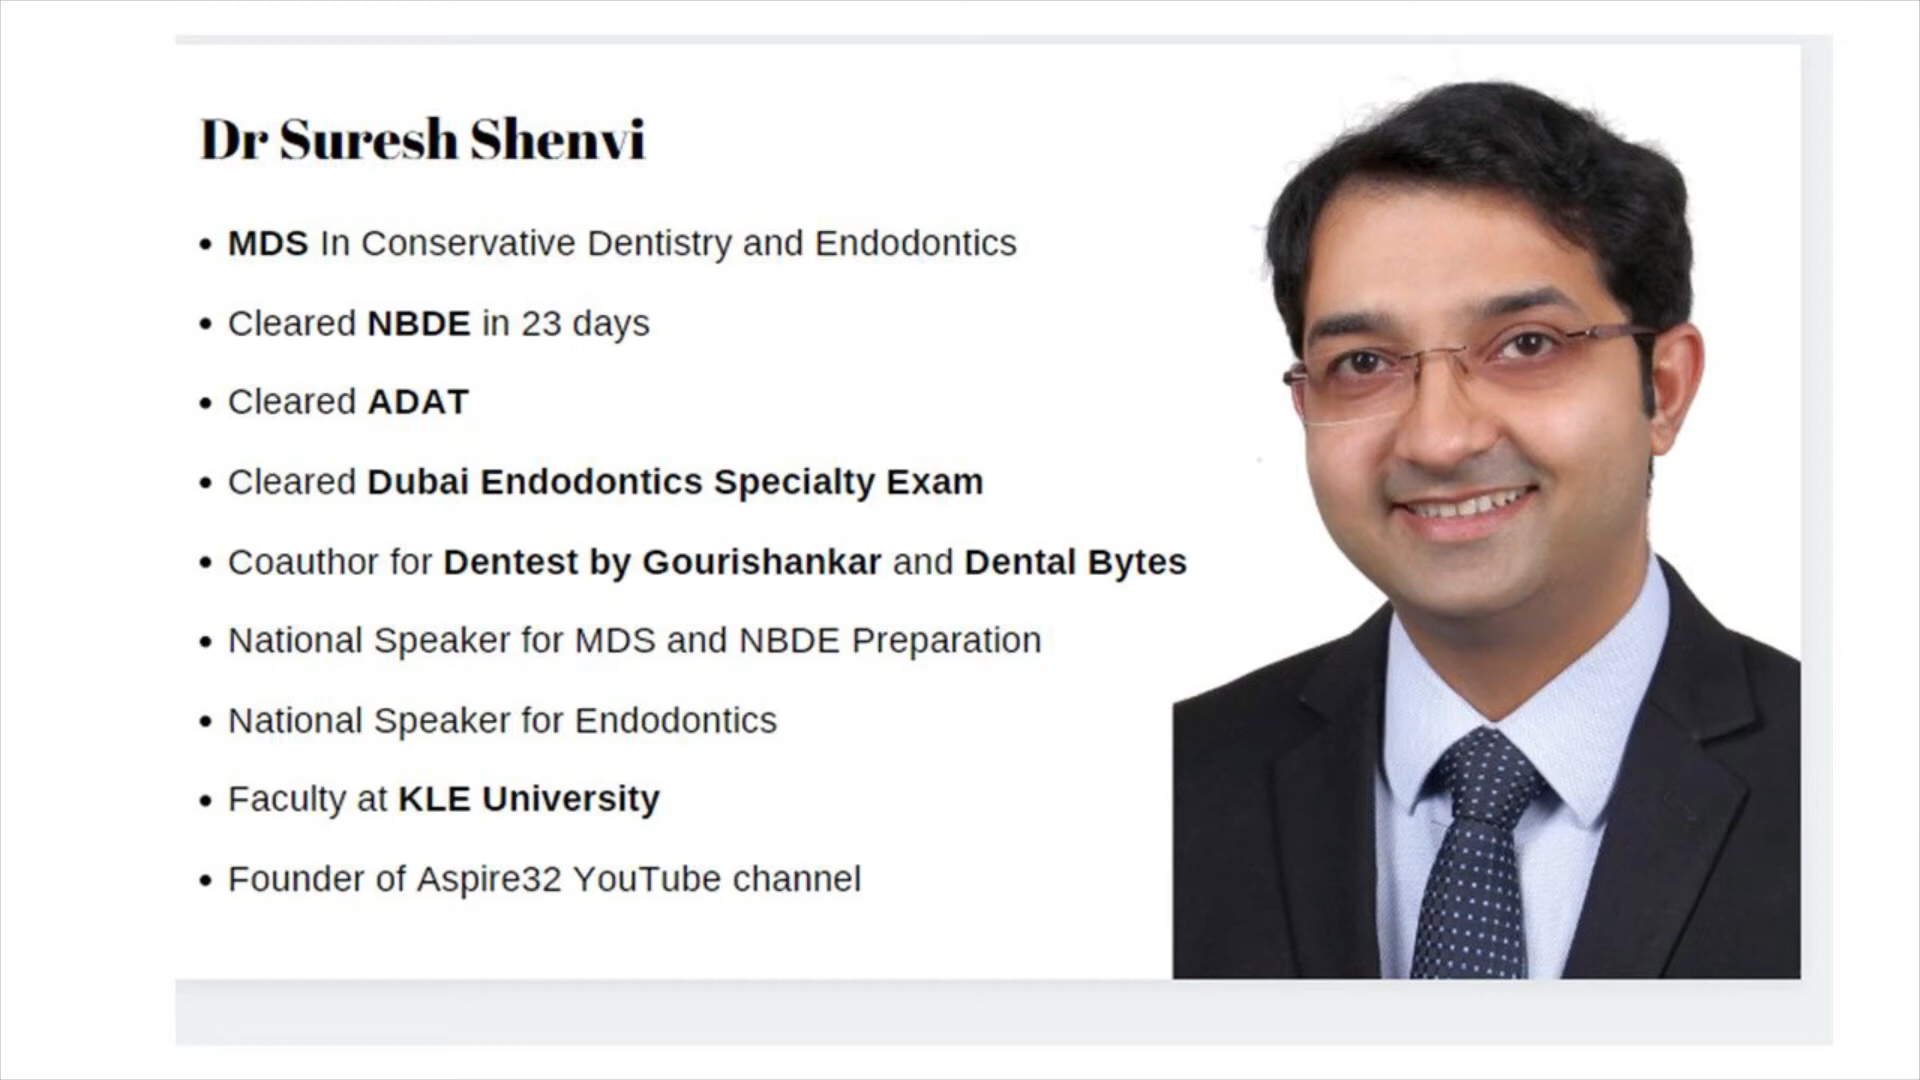 Dr Suresh Shenvi
• MDS In Conservative Dentistry and Endodontics
• Cleared NBDE in 23 days
• Cleared ADAT
• Cleared Dubai Endodontics Specialty Exam
• Coauthor for Dentest by Gourishankar and Dental Bytes
• National Speaker for MDS and NBDE Preparation
• National Speaker for Endodontics
• Faculty at KLE University
• Founder of Aspire32 YouTube channel